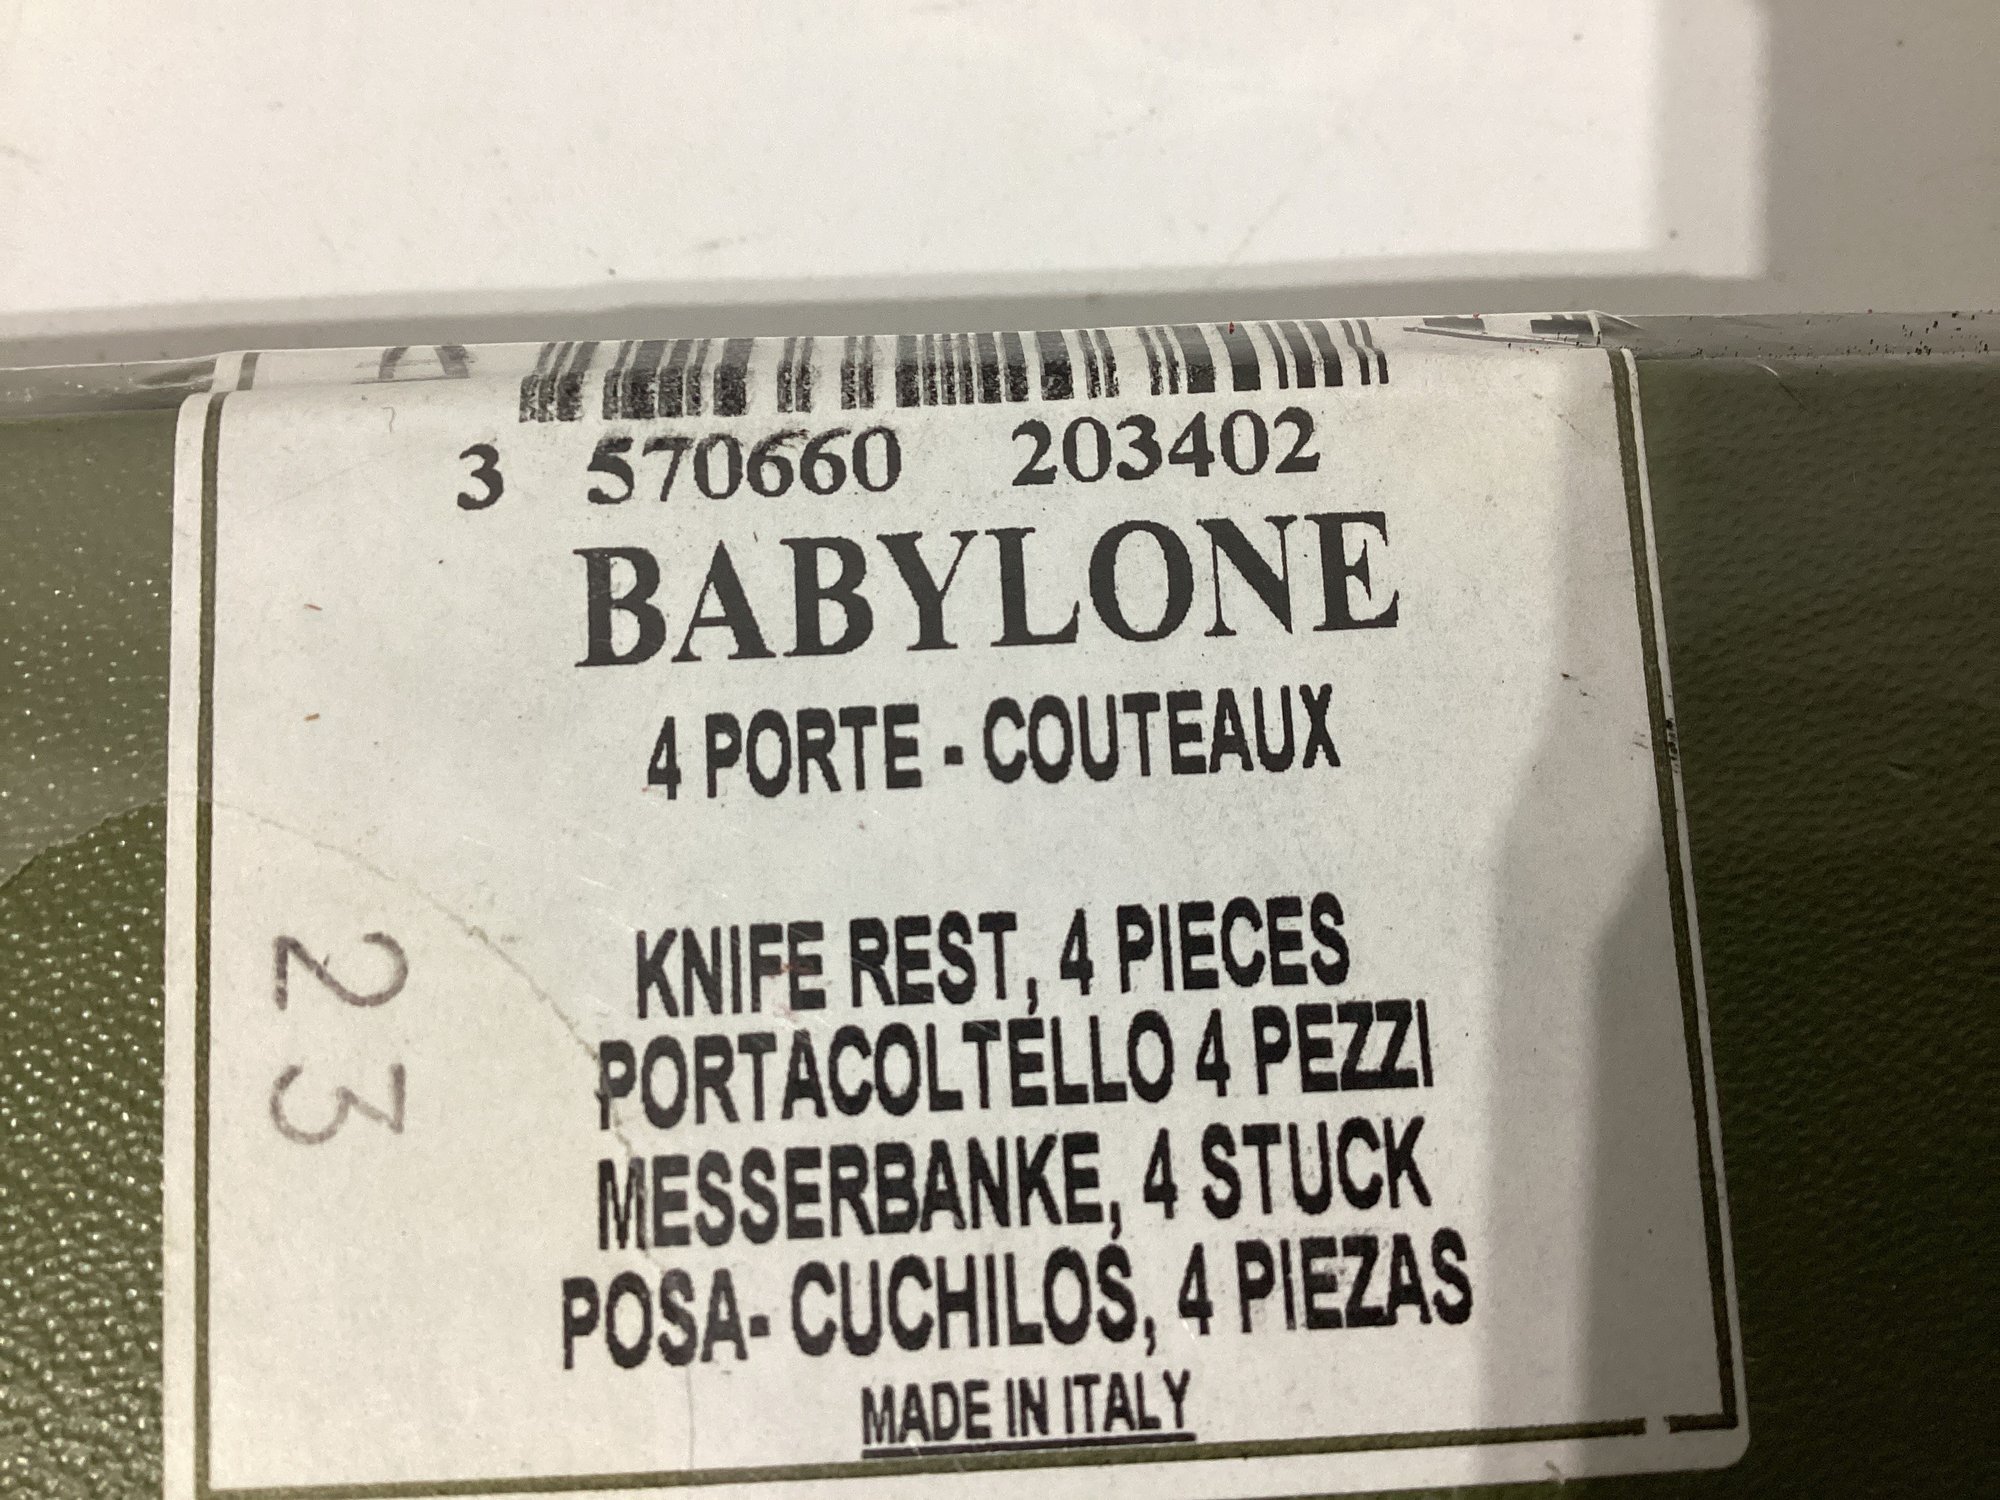 3 570660 203402
BABYLONE
4 PORTE - COUTEAUX
KNIFE REST, 4 PIECES
PORTACOLTELLO 4 PEZZI
MESSERBANKE, 4 STUCK
POSA- CUCHILOS, 4 PIEZAS
MADE IN ITALY
23